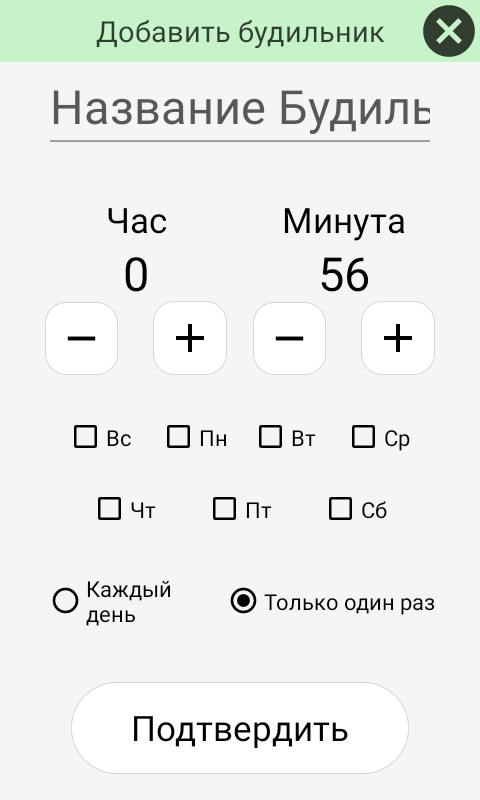 Добавить будильник
Название Будиль
Час Минута
0 56
− + − +
Вс Пн Вт Ср
Чт Пт Сб
Каждый
день
Только один раз
Подтвердить